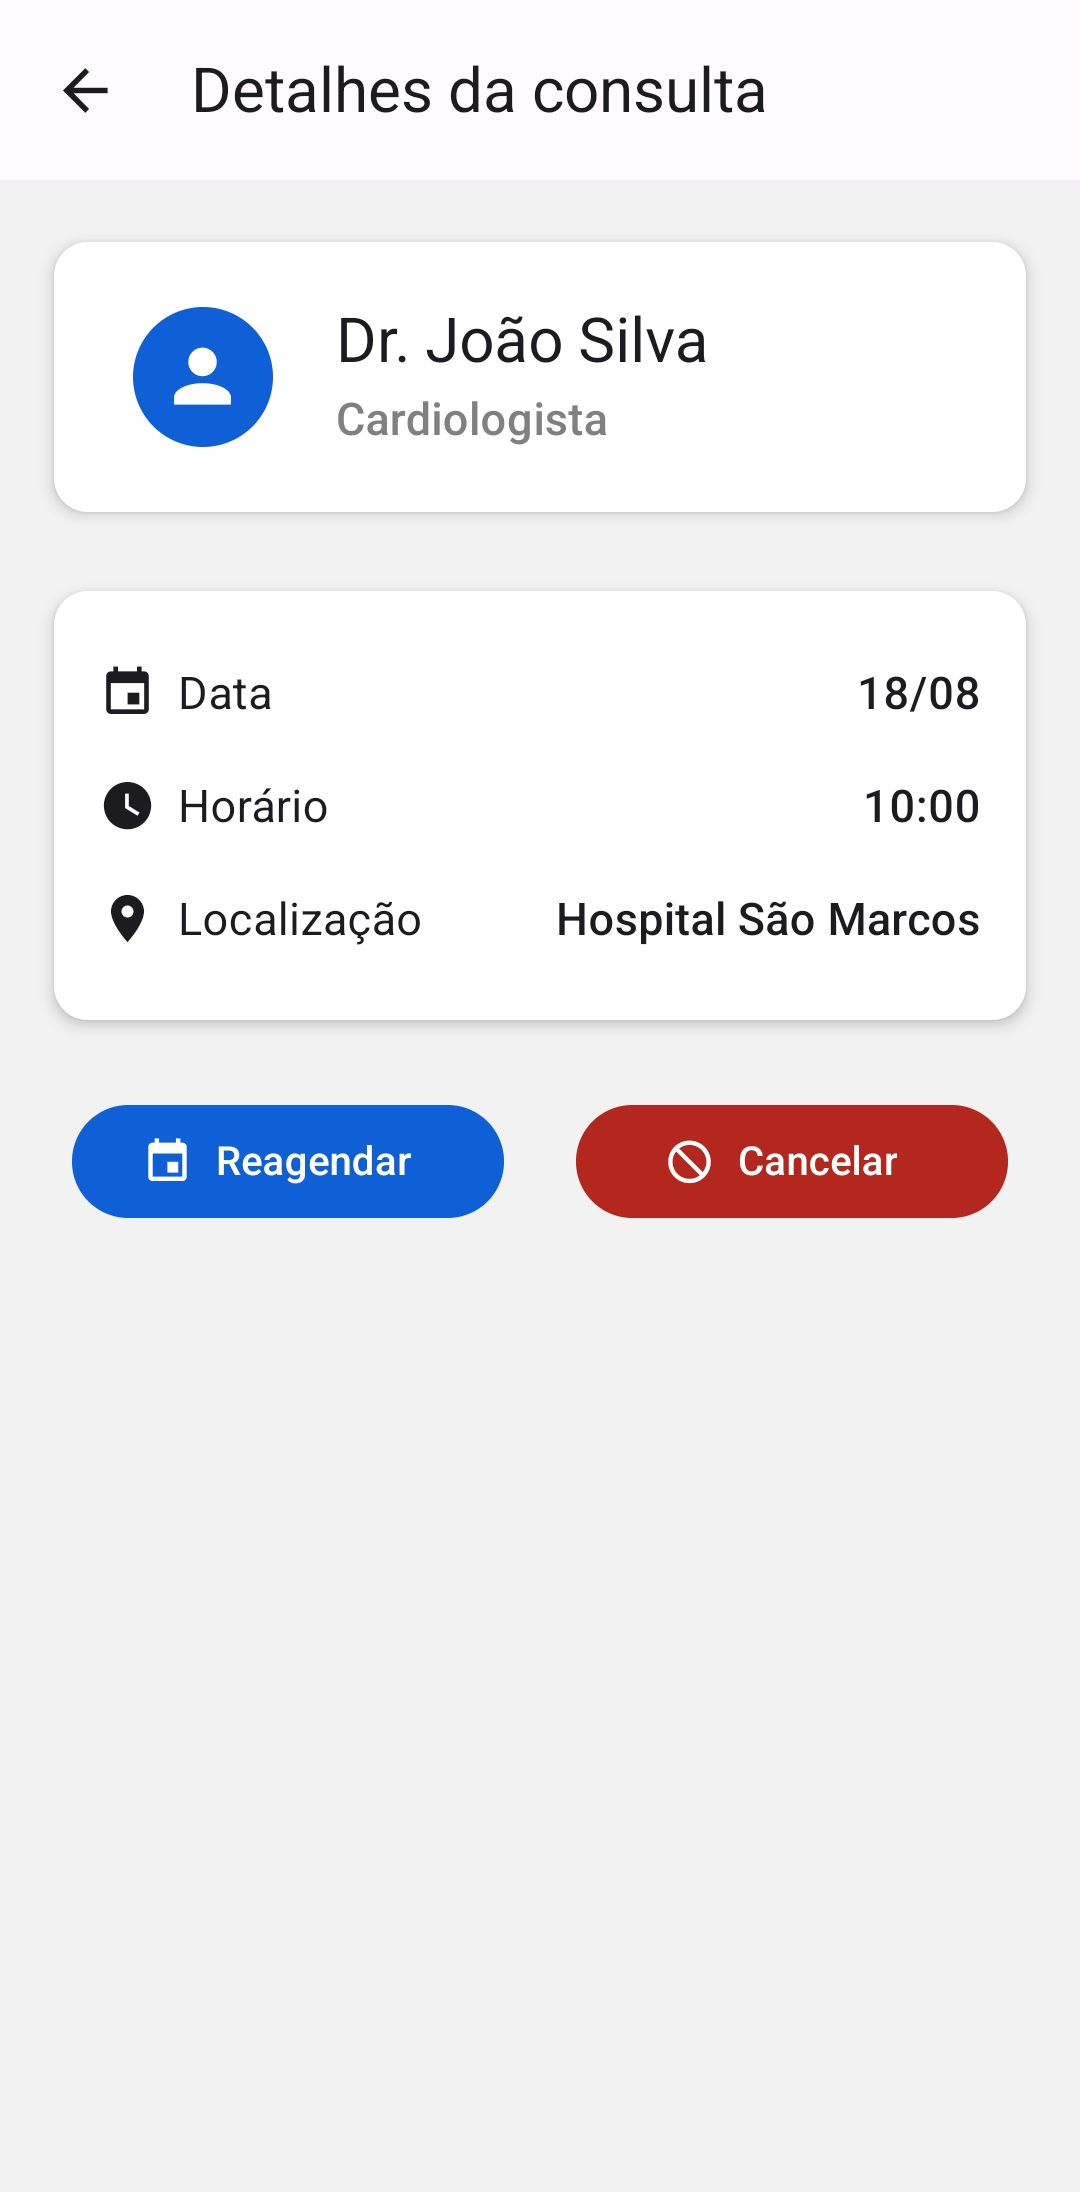 Detalhes da consulta
Dr. João Silva
Cardiologista
Data 18/08
Horário 10:00
Localização Hospital São Marcos
Reagendar Cancelar